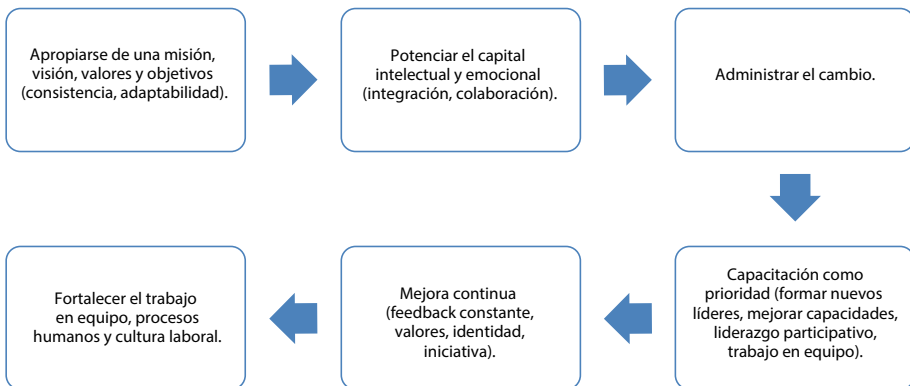 Apropiarse de una misión,
visión, valores y objetivos
(consistencia, adaptabilidad).
Potenciar el capital
intelectual y emocional
(integración, colaboración).
Administrar el cambio.
Capacitación como
prioridad (formar nuevos
líderes, mejorar capacidades,
liderazgo participativo,
trabajo en equipo).
Mejora continua
(feedback constante,
valores, identidad,
iniciativa).
Fortalecer el trabajo
en equipo, procesos
humanos y cultura laboral.